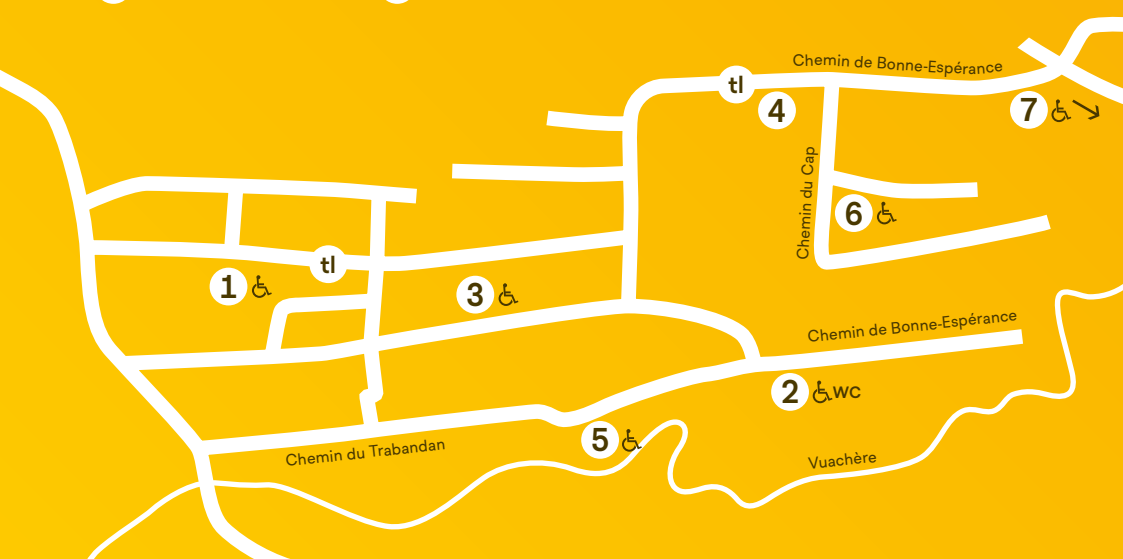 Chemin de Bonne-Espérance
tl
4
7
Chemin du Cap
6
tl
1
3
Chemin de Bonne-Espérance
2 WC
5
Chemin du Trabandan
Vuachère